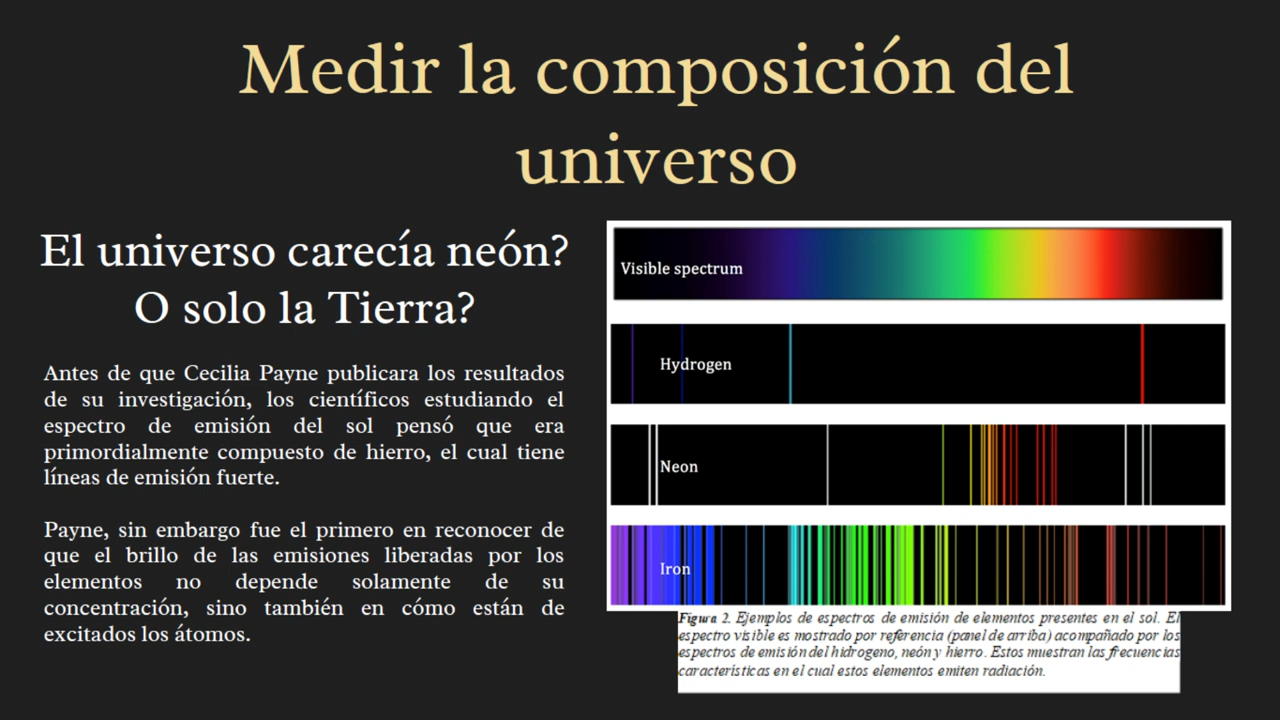 Medir la composición del
universo
El universo carecía neón?
O solo la Tierra?
Antes de que Cecilia Payne publicara los resultados
de su investigación, los científicos estudiando el
espectro de emisión del sol pensó que era
primordialmente compuesto de hierro, el cual tiene
líneas de emisión fuerte.
Payne, sin embargo fue el primero en reconocer de
que el brillo de las emisiones liberadas por los
elementos no depende solamente de su
concentración, sino también en cómo están de
excitados los átomos.
Visible spectrum
Hydrogen
Neon
Iron
Figura 2. Ejemplos de espectros de emisión de elementos presentes en el sol. El
espectro visible es mostrado por referencia (panel de arriba) acompañado por los
espectros de emisión del hidrogeno, neón y hierro. Estos muestran las frecuencias
características en el cual estos elementos emiten radiación.